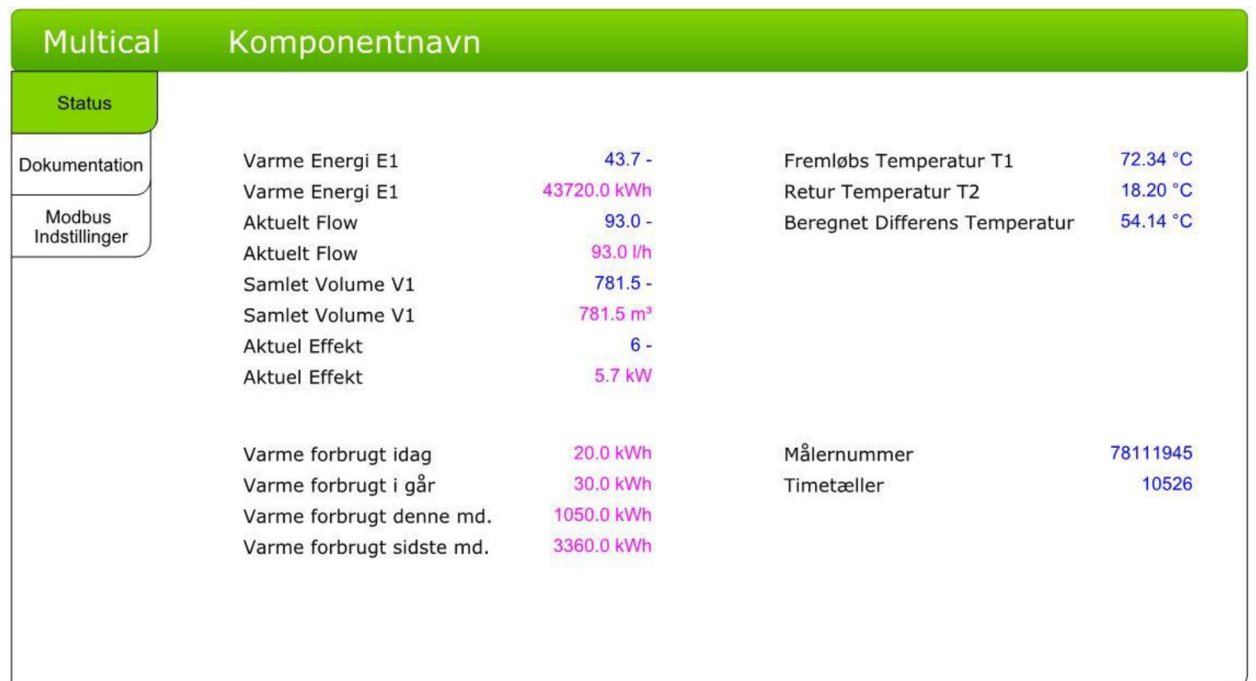 Multical Komponentnavn
Status
Dokumentation
Modbus
Indstillinger
Varme Energi E1 43.7 -
Varme Energi E1 43720.0 kWh
Aktuelt Flow 93.0 -
Aktuelt Flow 93.0 l/h
Samlet Volume V1 781.5 -
Samlet Volume V1 781.5 m³
Aktuel Effekt 6 -
Aktuel Effekt 5.7 kW
Fremløbs Temperatur T1 72.34 °C
Retur Temperatur T2 18.20 °C
Beregnet Differens Temperatur 54.14 °C
Varme forbrugt idag 20.0 kWh
Varme forbrugt i går 30.0 kWh
Varme forbrugt denne md. 1050.0 kWh
Varme forbrugt sidste md. 3360.0 kWh
Målernummer 78111945
Timetæller 10526